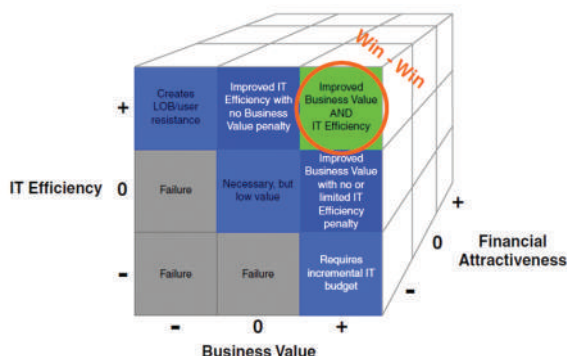 Win - Win
+
Creates
LOB/user
resistance
Improved IT
Efficiency with
no Business
Value penalty
Improved
Business Value
AND
IT Efficiency
IT Efficiency
0
Failure
Necessary, but
low value
Improved
Business Value
with no or
limited IT
Efficiency
penalty
-
Failure
Failure
Requires
incremental IT
budget
+
0
-
Financial
Attractiveness
-
0
+
Business Value